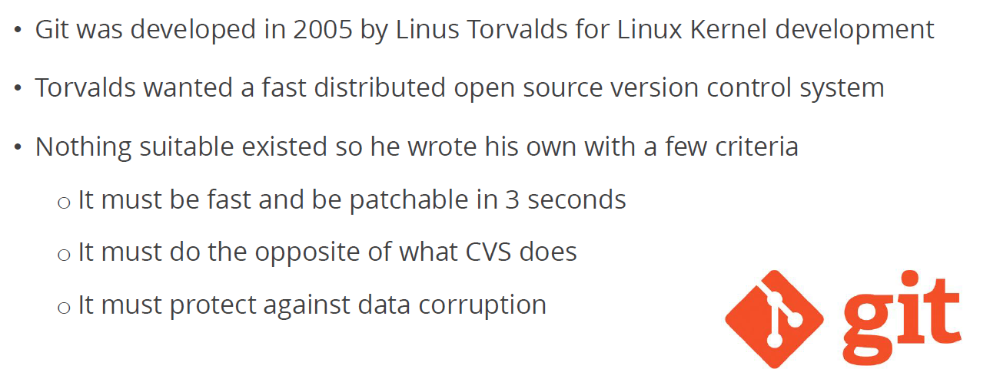 • Git was developed in 2005 by Linus Torvalds for Linux Kernel development
• Torvalds wanted a fast distributed open source version control system
• Nothing suitable existed so he wrote his own with a few criteria
o It must be fast and be patchable in 3 seconds
o It must do the opposite of what CVS does
o It must protect against data corruption
git